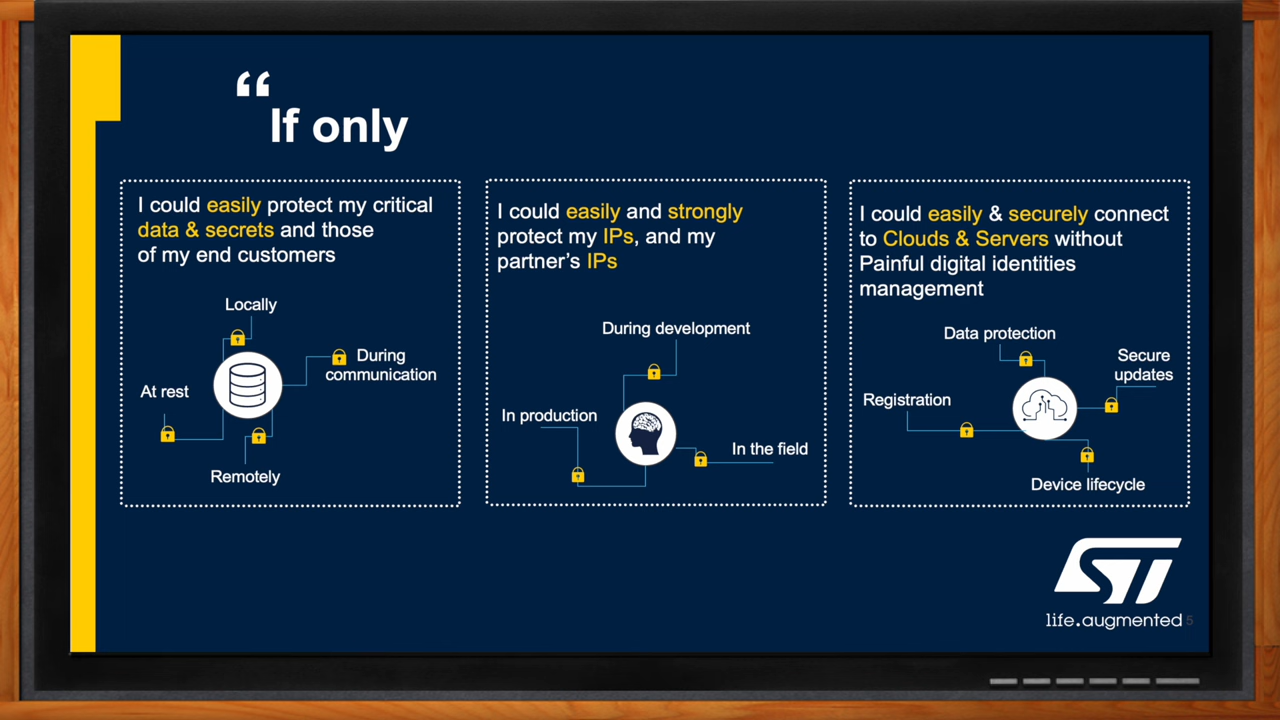 “
If only
I could easily protect my critical
data & secrets and those
of my end customers
Locally
During
communication
At rest
Remotely
I could easily and strongly
protect my IPs, and my
partner’s IPs
During development
In production
In the field
I could easily & securely connect
to Clouds & Servers without
Painful digital identities
management
Data protection
Secure
updates
Registration
Device lifecycle
ST
life.augmented
5